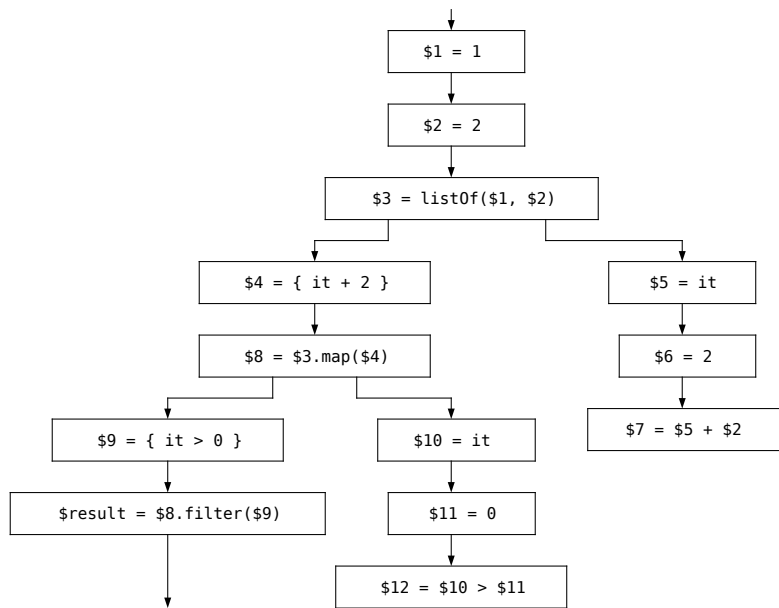 $1 = 1
$2 = 2
$3 = listOf($1, $2)
$4 = { it + 2 }
$5 = it
$8 = $3.map($4)
$6 = 2
$7 = $5 + $2
$9 = { it > 0 }
$10 = it
$result = $8.filter($9)
$11 = 0
$12 = $10 > $11